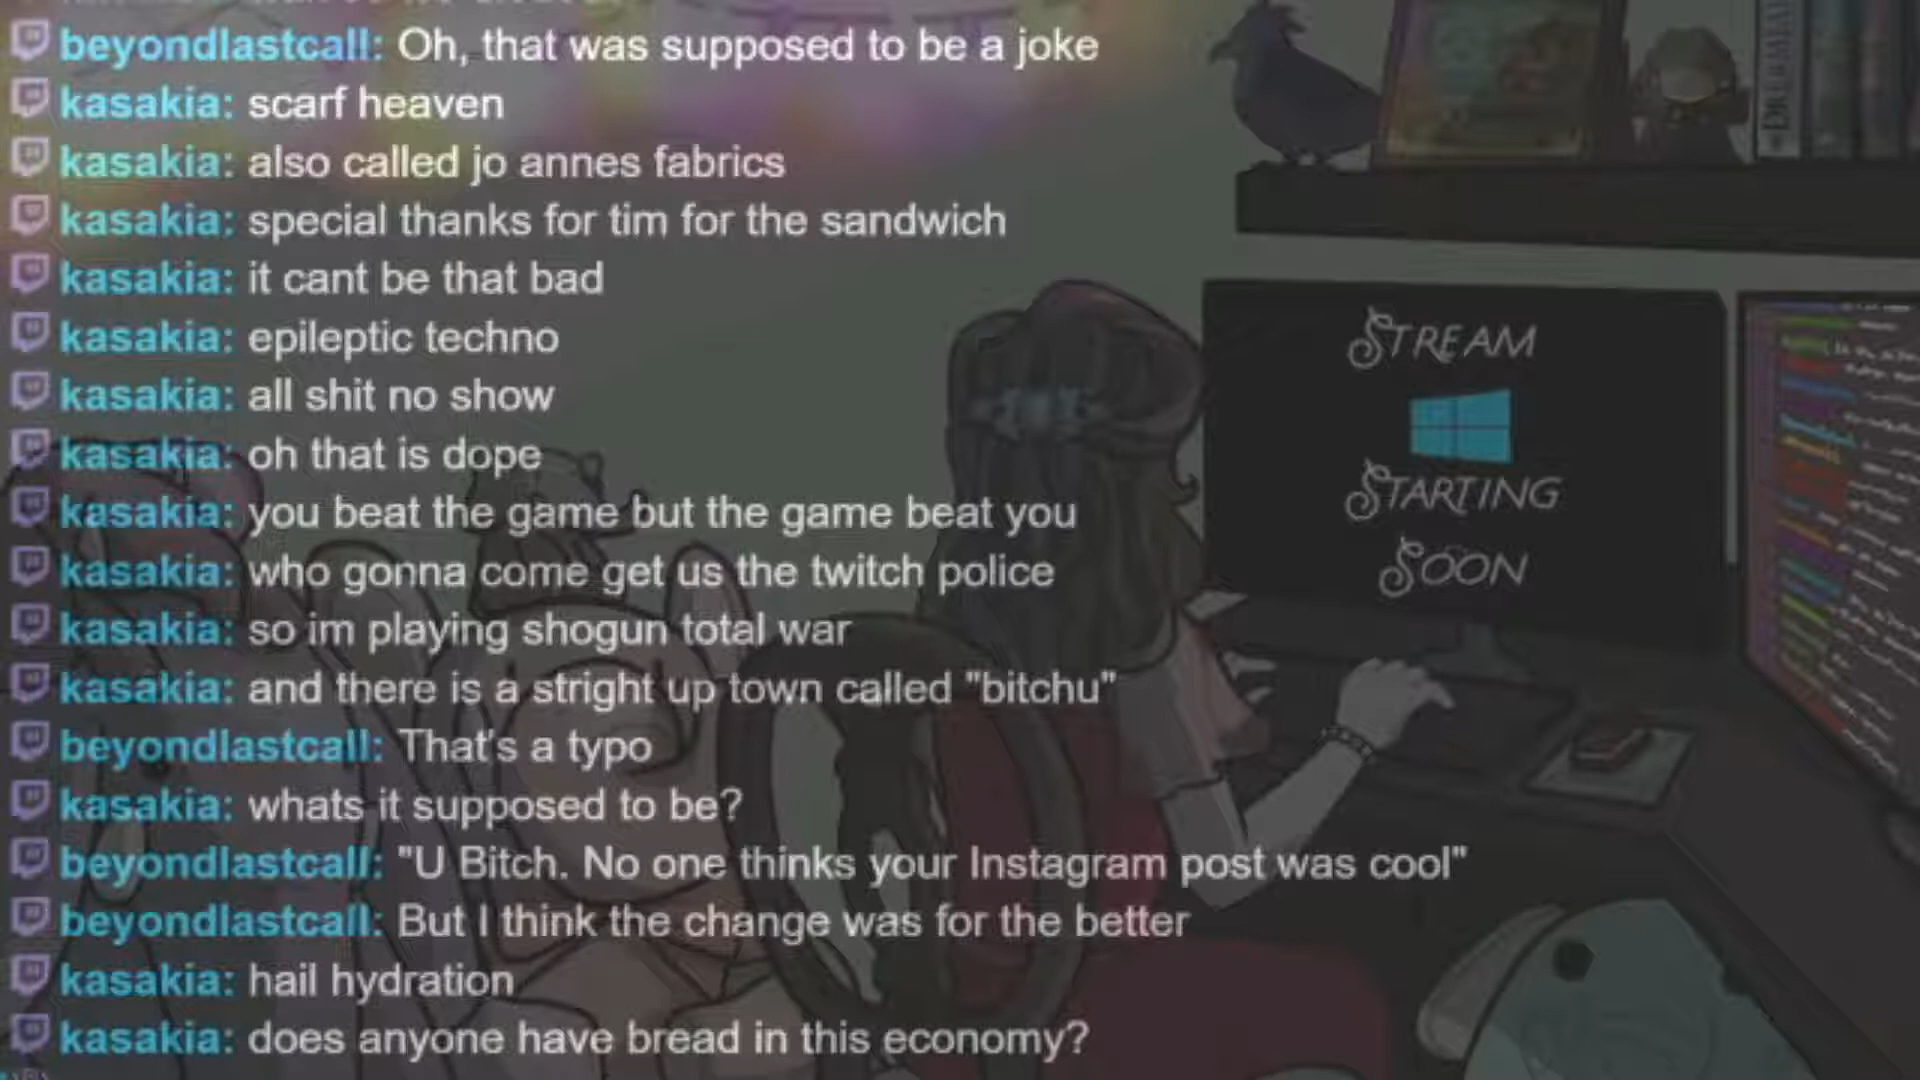 beyondlastcall: Oh, that was supposed to be a joke
kasakia: scarf heaven
kasakia: also called jo annes fabrics
kasakia: special thanks for tim for the sandwich
kasakia: it cant be that bad
kasakia: epileptic techno
kasakia: all shit no show
kasakia: oh that is dope
kasakia: you beat the game but the game beat you
kasakia: who gonna come get us the twitch police
kasakia: so im playing shogun total war
kasakia: and there is a stright up town called "bitchu"
beyondlastcall: That's a typo
kasakia: whats it supposed to be?
beyondlastcall: "U Bitch. No one thinks your Instagram post was cool"
beyondlastcall: But I think the change was for the better
kasakia: hail hydration
kasakia: does anyone have bread in this economy?
STREAM
STARTING
SOON